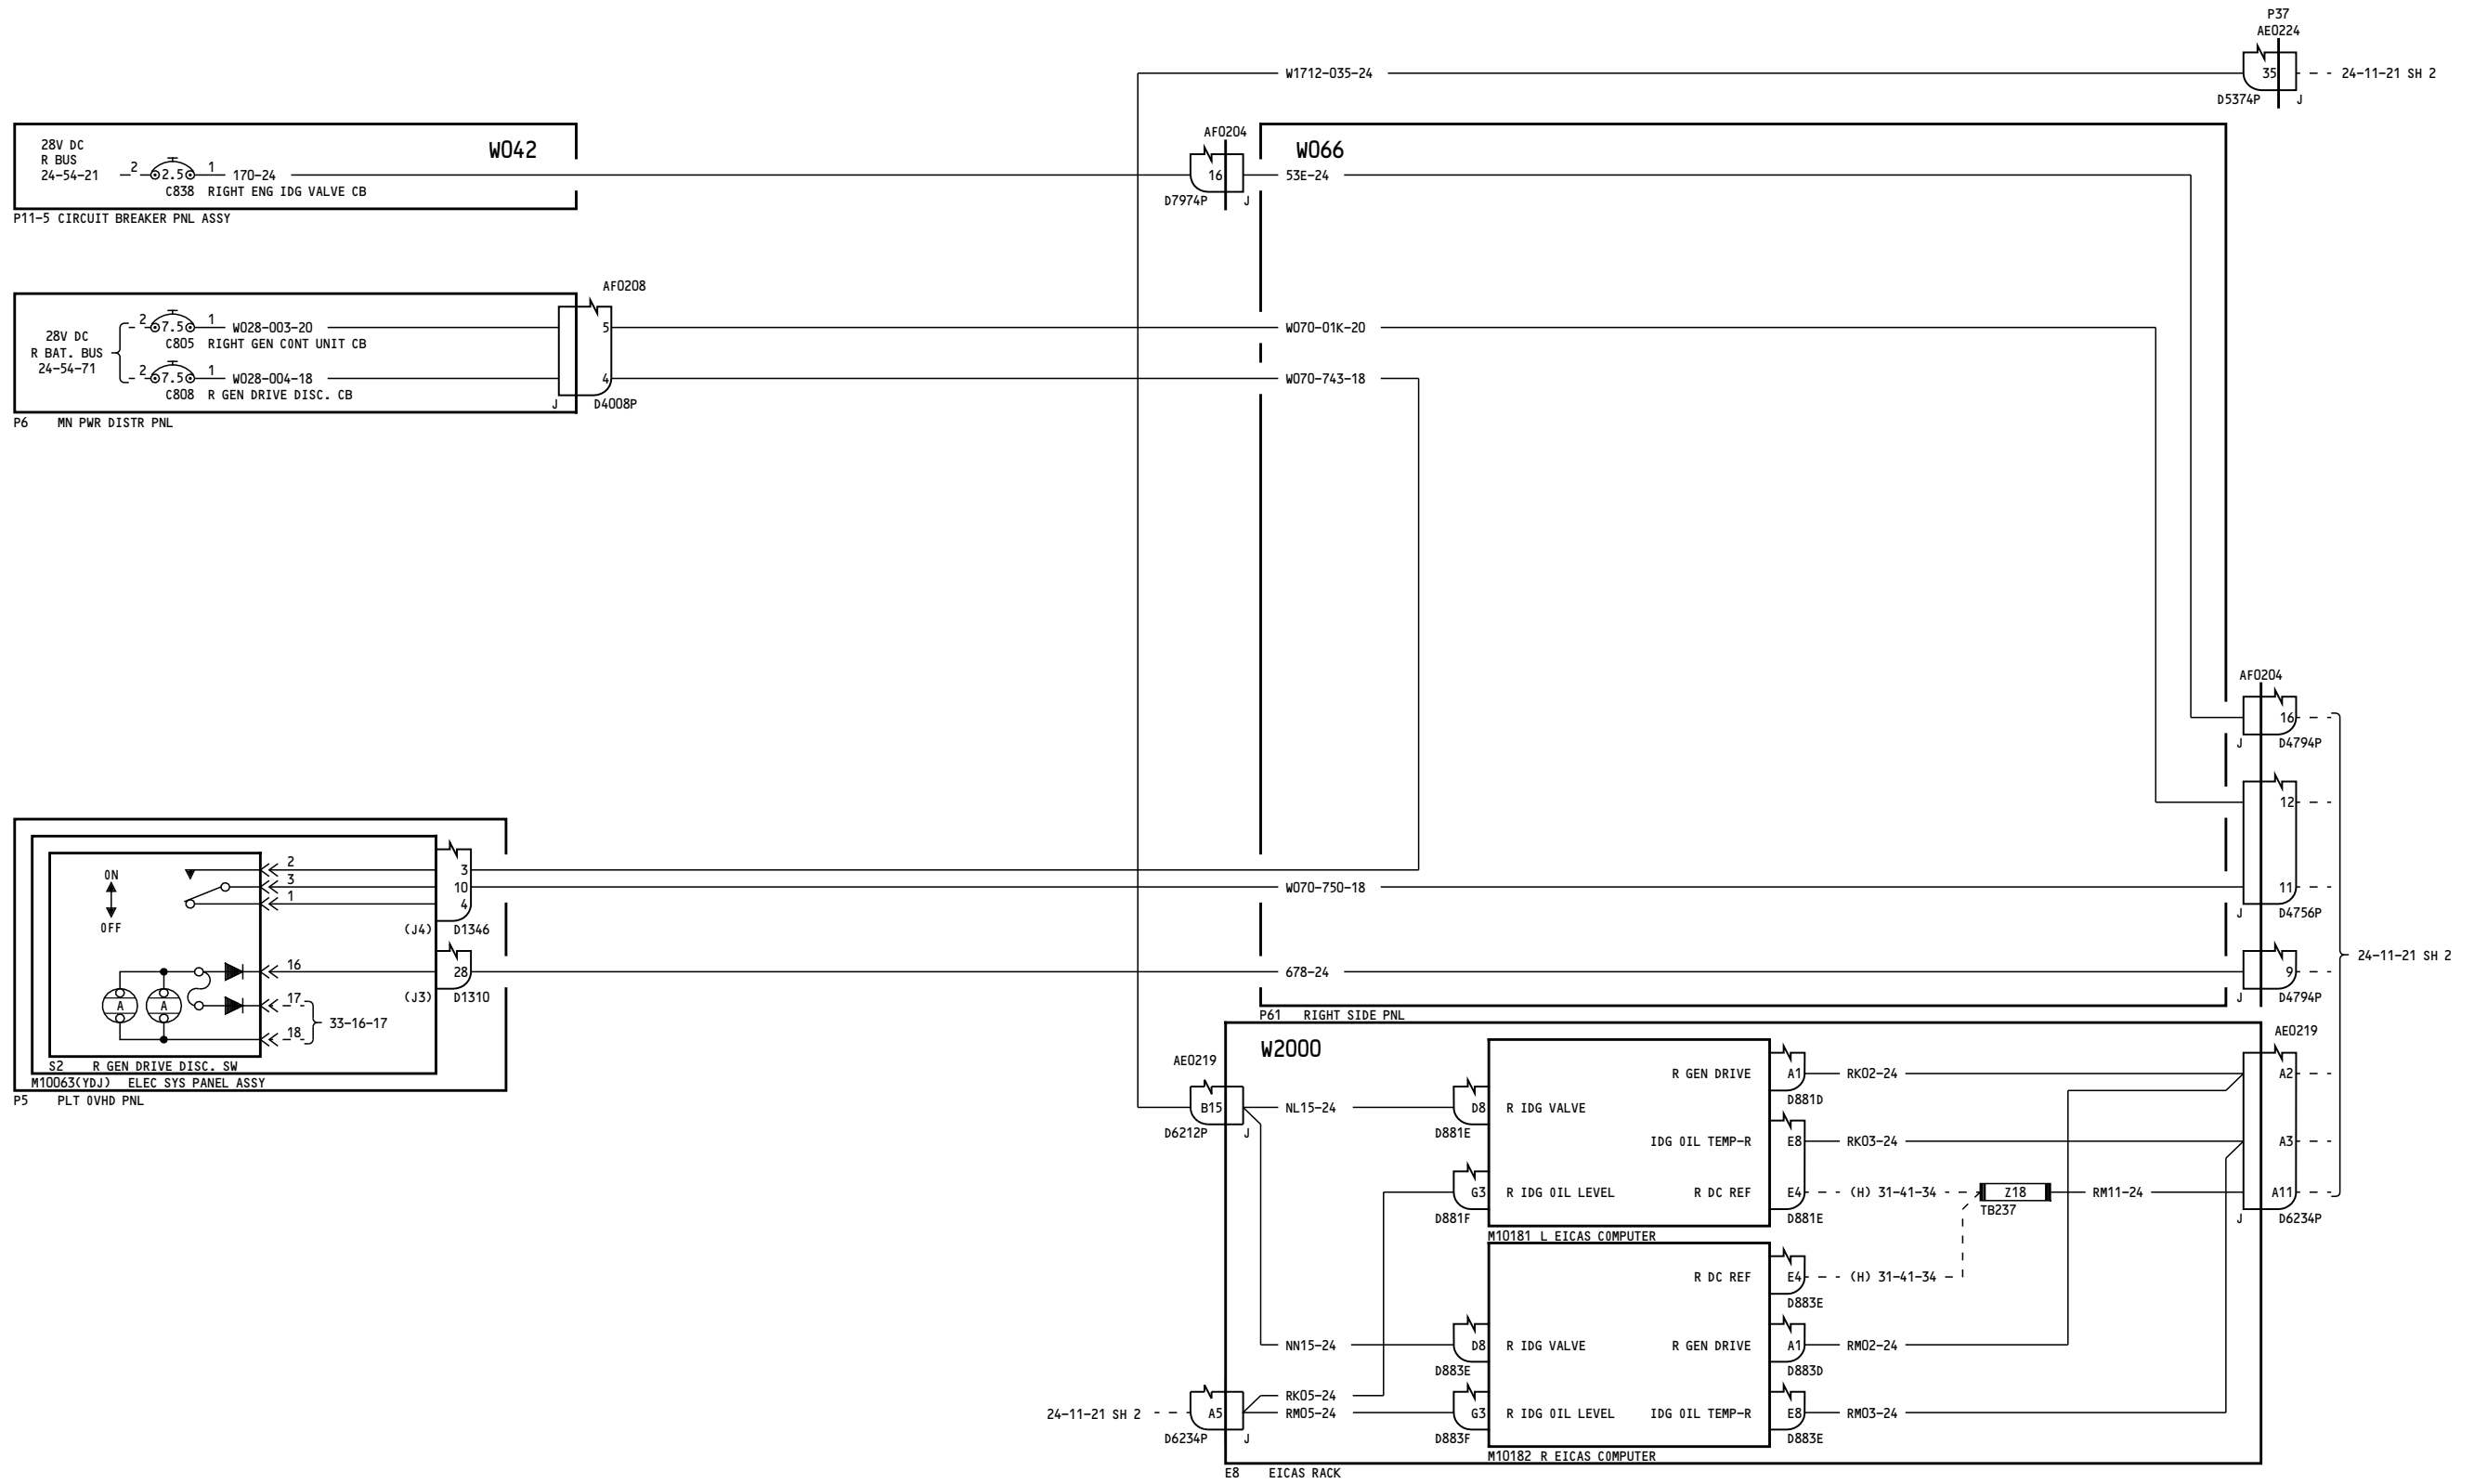 P37
AE0224
W1712-035-24
35
24-11-21 SH 2
D5374P J
28V DC
R BUS
24-54-21
2
2.5
1
170-24
C838 RIGHT ENG IDG VALVE CB
W042
P11-5 CIRCUIT BREAKER PNL ASSY
AF0204
16
D7974P J
W066
53E-24
AF0208
28V DC
R BAT. BUS
24-54-71
2
7.5
1
W028-003-20
C805 RIGHT GEN CONT UNIT CB
5
W070-01K-20
2
7.5
1
W028-004-18
C808 R GEN DRIVE DISC. CB
4
W070-743-18
J D4008P
P6 MN PWR DISTR PNL
AF0204
16
J D4794P
12
ON
OFF
2
3
3
10
W070-750-18
11
1
4
(J4) D1346
J D4756P
16
28
678-24
9
24-11-21 SH 2
A
A
17
(J3) D1310
J D4794P
33-16-17
18
S2 R GEN DRIVE DISC. SW
M10063(YDJ) ELEC SYS PANEL ASSY
P5 PLT OVHD PNL
P61 RIGHT SIDE PNL
W2000
AE0219
AE0219
R GEN DRIVE
A1
RK02-24
A2
D881D
B15
NL15-24
D8
R IDG VALVE
D6212P J
D881E
IDG OIL TEMP-R
E8
RK03-24
A3
G3
R IDG OIL LEVEL
R DC REF
E4
(H) 31-41-34
Z18
RM11-24
A11
TB237
D881F
D881E
J D6234P
M10181 L EICAS COMPUTER
R DC REF
E4
(H) 31-41-34
D883E
NN15-24
D8
R IDG VALVE
R GEN DRIVE
A1
RM02-24
D883E
D883D
RK05-24
24-11-21 SH 2
A5
RM05-24
G3
R IDG OIL LEVEL
IDG OIL TEMP-R
E8
RM03-24
D6234P J
D883F
D883E
M10182 R EICAS COMPUTER
E8 EICAS RACK